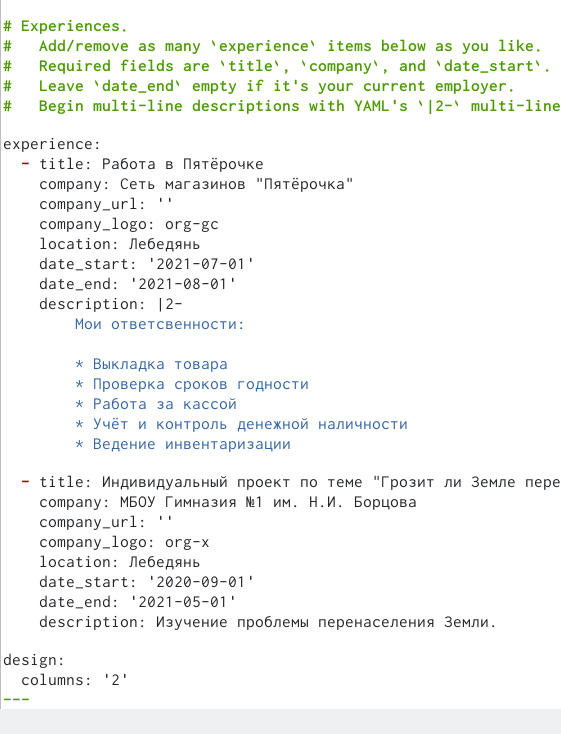 # Experiences.
#   Add/remove as many `experience` items below as you like.
#   Required fields are `title`, `company`, and `date_start`.
#   Leave `date_end` empty if it's your current employer.
#   Begin multi-line descriptions with YAML's `|2-` multi-line
experience:
  - title: Работа в Пятёрочке
    company: Сеть магазинов "Пятёрочка"
    company_url: ''
    company_logo: org-gc
    location: Лебедянь
    date_start: '2021-07-01'
    date_end: '2021-08-01'
    description: |2-
        Мои ответсвенности:
        * Выкладка товара
        * Проверка сроков годности
        * Работа за кассой
        * Учёт и контроль денежной наличности
        * Ведение инвентаризации
  - title: Индивидуальный проект по теме "Грозит ли Земле пере
    company: МБОУ Гимназия №1 им. Н.И. Борцова
    company_url: ''
    company_logo: org-x
    location: Лебедянь
    date_start: '2020-09-01'
    date_end: '2021-05-01'
    description: Изучение проблемы перенаселения Земли.
design:
  columns: '2'
---